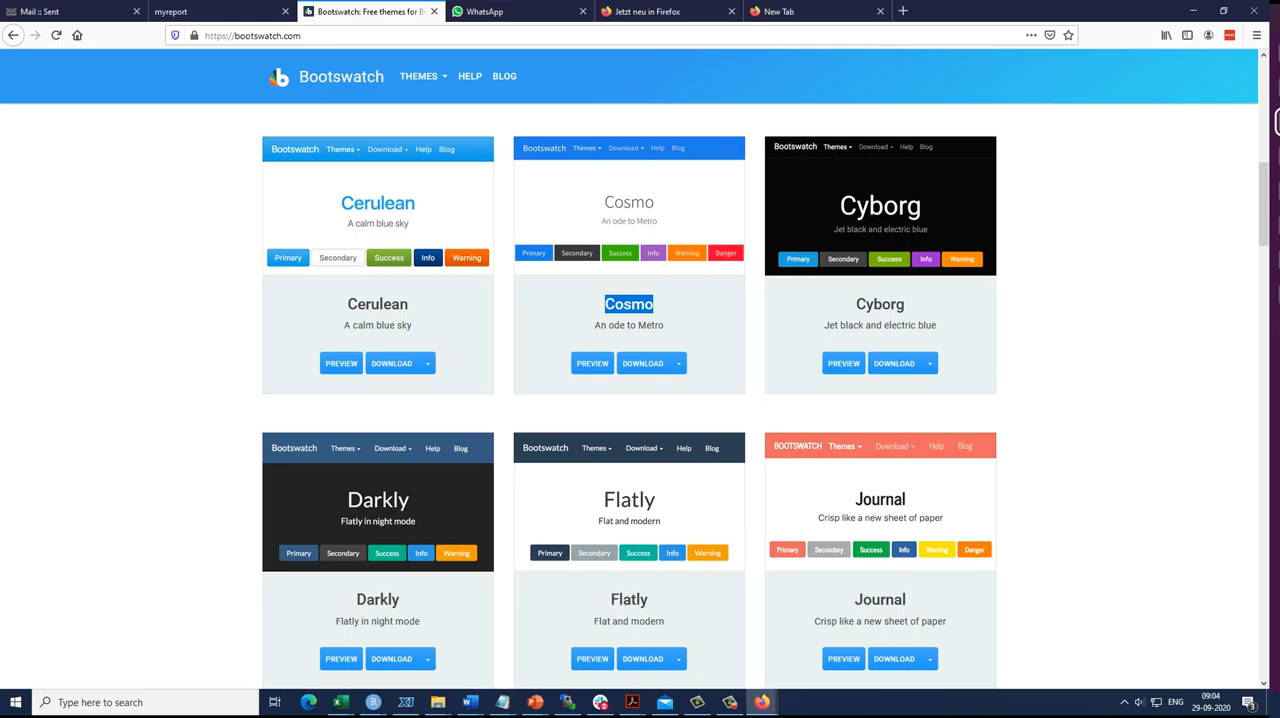 Mail :: Sent
myreport
Bootswatch: Free themes for B
WhatsApp
Jetzt neu in Firefox
New Tab
https://bootswatch.com
Bootswatch THEMES HELP BLOG
Bootswatch Themes Download Help Blog
Cerulean
A calm blue sky
Primary Secondary Success Info Warning
Cerulean
A calm blue sky
PREVIEW DOWNLOAD
Bootswatch Themes Download Help Blog
Cosmo
An ode to Metro
Primary Secondary Success Info Warning Danger
Cosmo
An ode to Metro
PREVIEW DOWNLOAD
Bootswatch Themes Download Help Blog
Cyborg
Jet black and electric blue
Primary Secondary Success Info Warning
Cyborg
Jet black and electric blue
PREVIEW DOWNLOAD
Bootswatch Themes Download Help Blog
Darkly
Flatly in night mode
Primary Secondary Success Info Warning
Darkly
Flatly in night mode
PREVIEW DOWNLOAD
Bootswatch Themes Download Help Blog
Flatly
Flat and modern
Primary Secondary Success Info Warning
Flatly
Flat and modern
PREVIEW DOWNLOAD
BOOTSWATCH Themes Download Help Blog
Journal
Crisp like a new sheet of paper
Primary Secondary Success Info Warning Danger
Journal
Crisp like a new sheet of paper
PREVIEW DOWNLOAD
Type here to search
ENG
09:04
29-09-2020